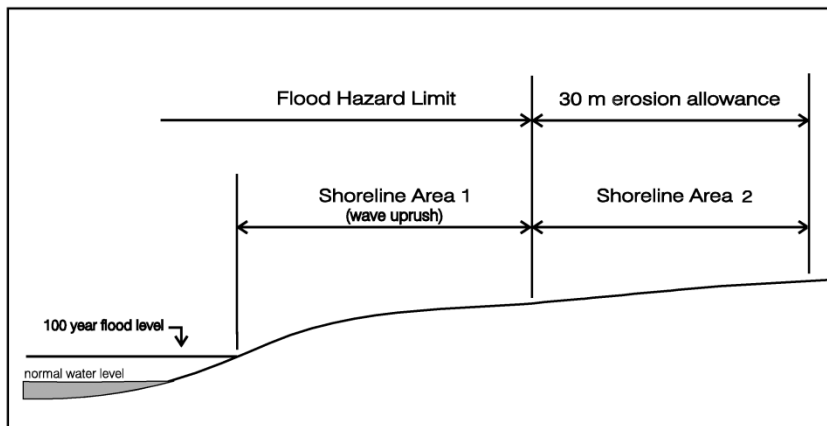 Flood Hazard Limit
30 m erosion allowance
Shoreline Area 1
(wave uprush)
Shoreline Area 2
100 year flood level
normal water level